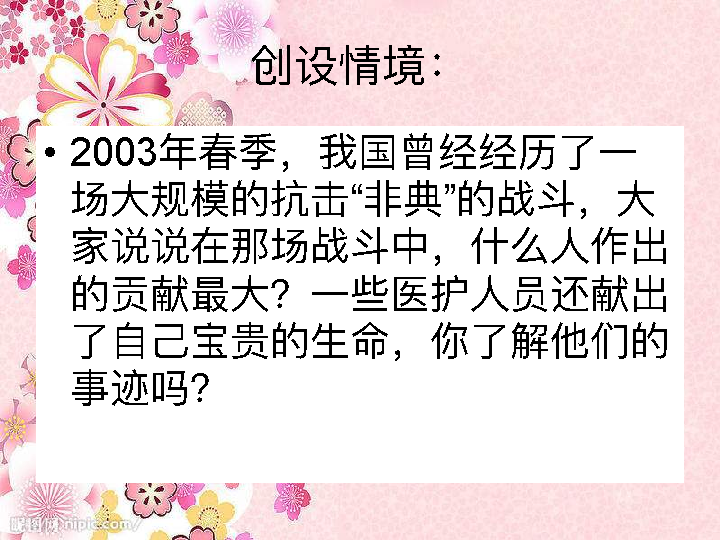 创设情境：
• 2003年春季，我国曾经经历了一
场大规模的抗击“非典”的战斗，大
家说说在那场战斗中，什么人作出
的贡献最大？一些医护人员还献出
了自己宝贵的生命，你了解他们的
事迹吗？
昵图网 nipic.com/